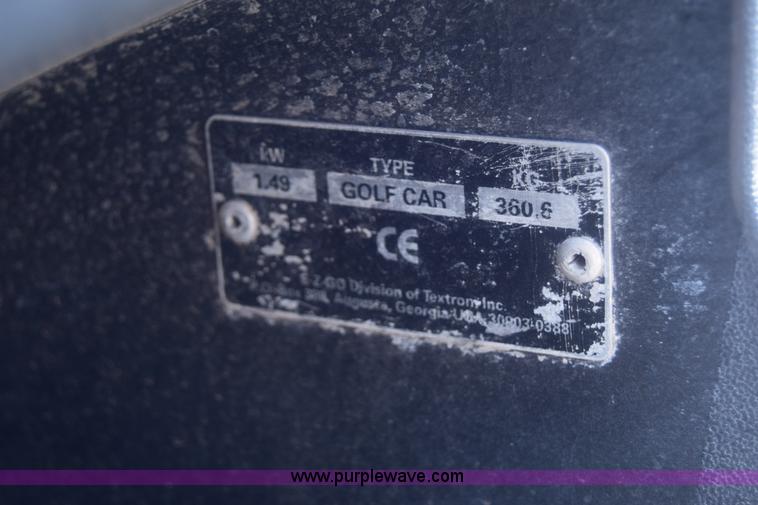 kW TYPE KG
1.49 GOLF CAR 360.6
CE
E-Z-GO Division of Textron, Inc.
Augusta, Georgia USA 30903-0388
www.purplewave.com